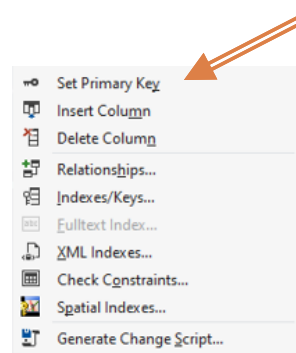 Set Primary Key
Insert Column
Delete Column
Relationships...
Indexes/Keys...
abc
Fulltext Index...
XML Indexes...
Check Constraints...
Spatial Indexes...
Generate Change Script...